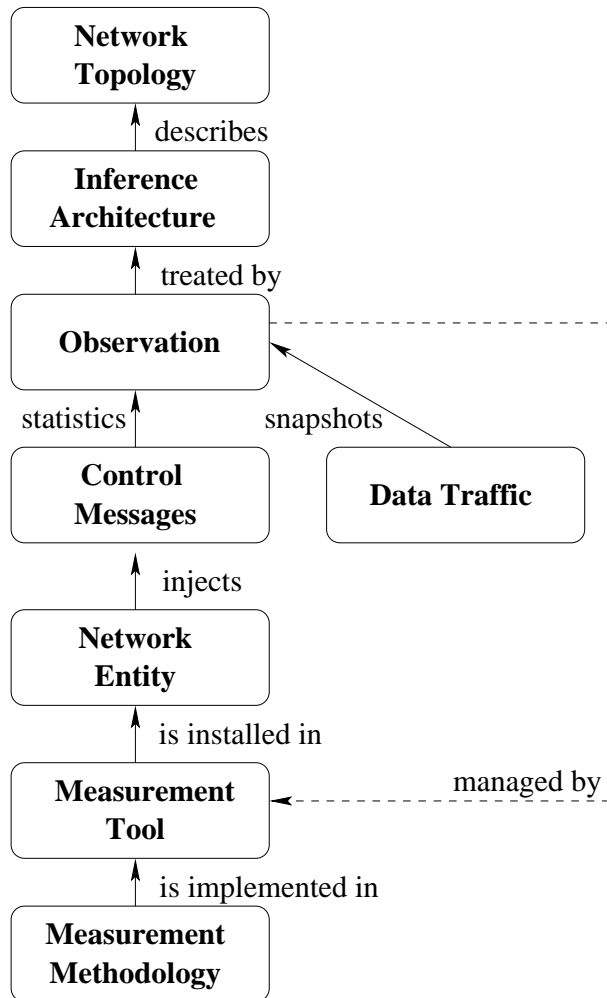 Network
Topology
describes
Inference
Architecture
treated by
Observation
statistics
snapshots
Control
Messages
Data Traffic
injects
Network
Entity
is installed in
Measurement
Tool
managed by
is implemented in
Measurement
Methodology